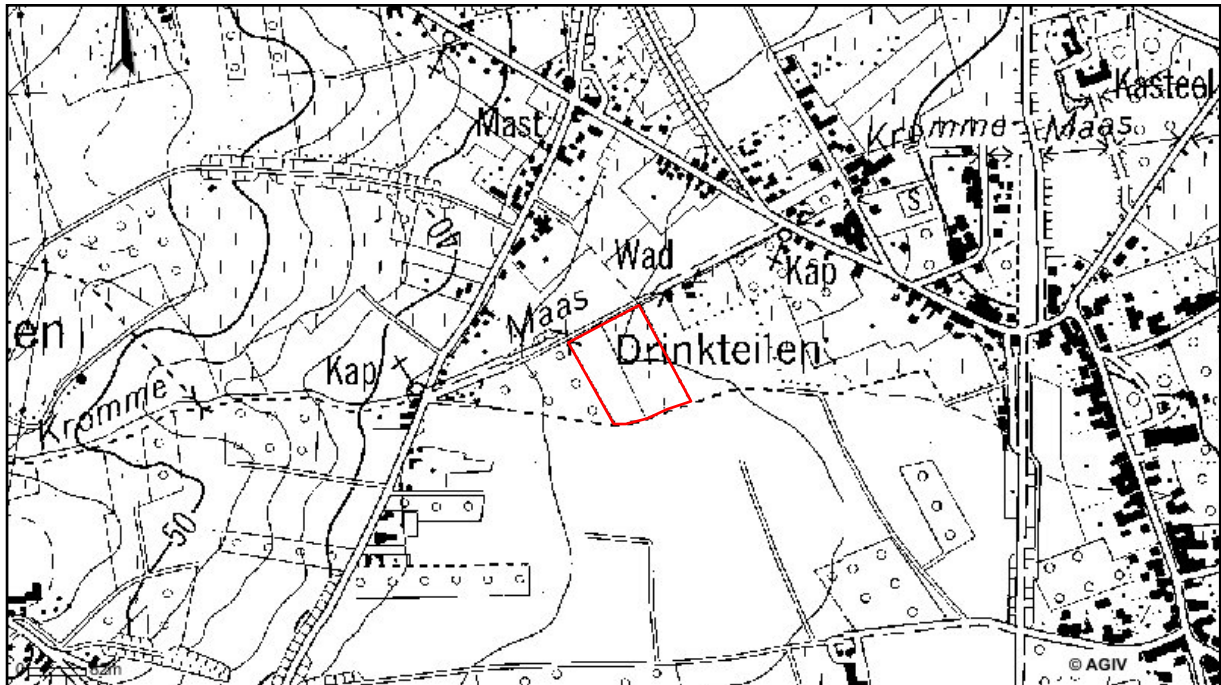 Kasteel
Mast
Kromme Maas
S
40
Wad
Kap
Maas
Drinkteilen
en
Kap
Kromme
50
© AGIV